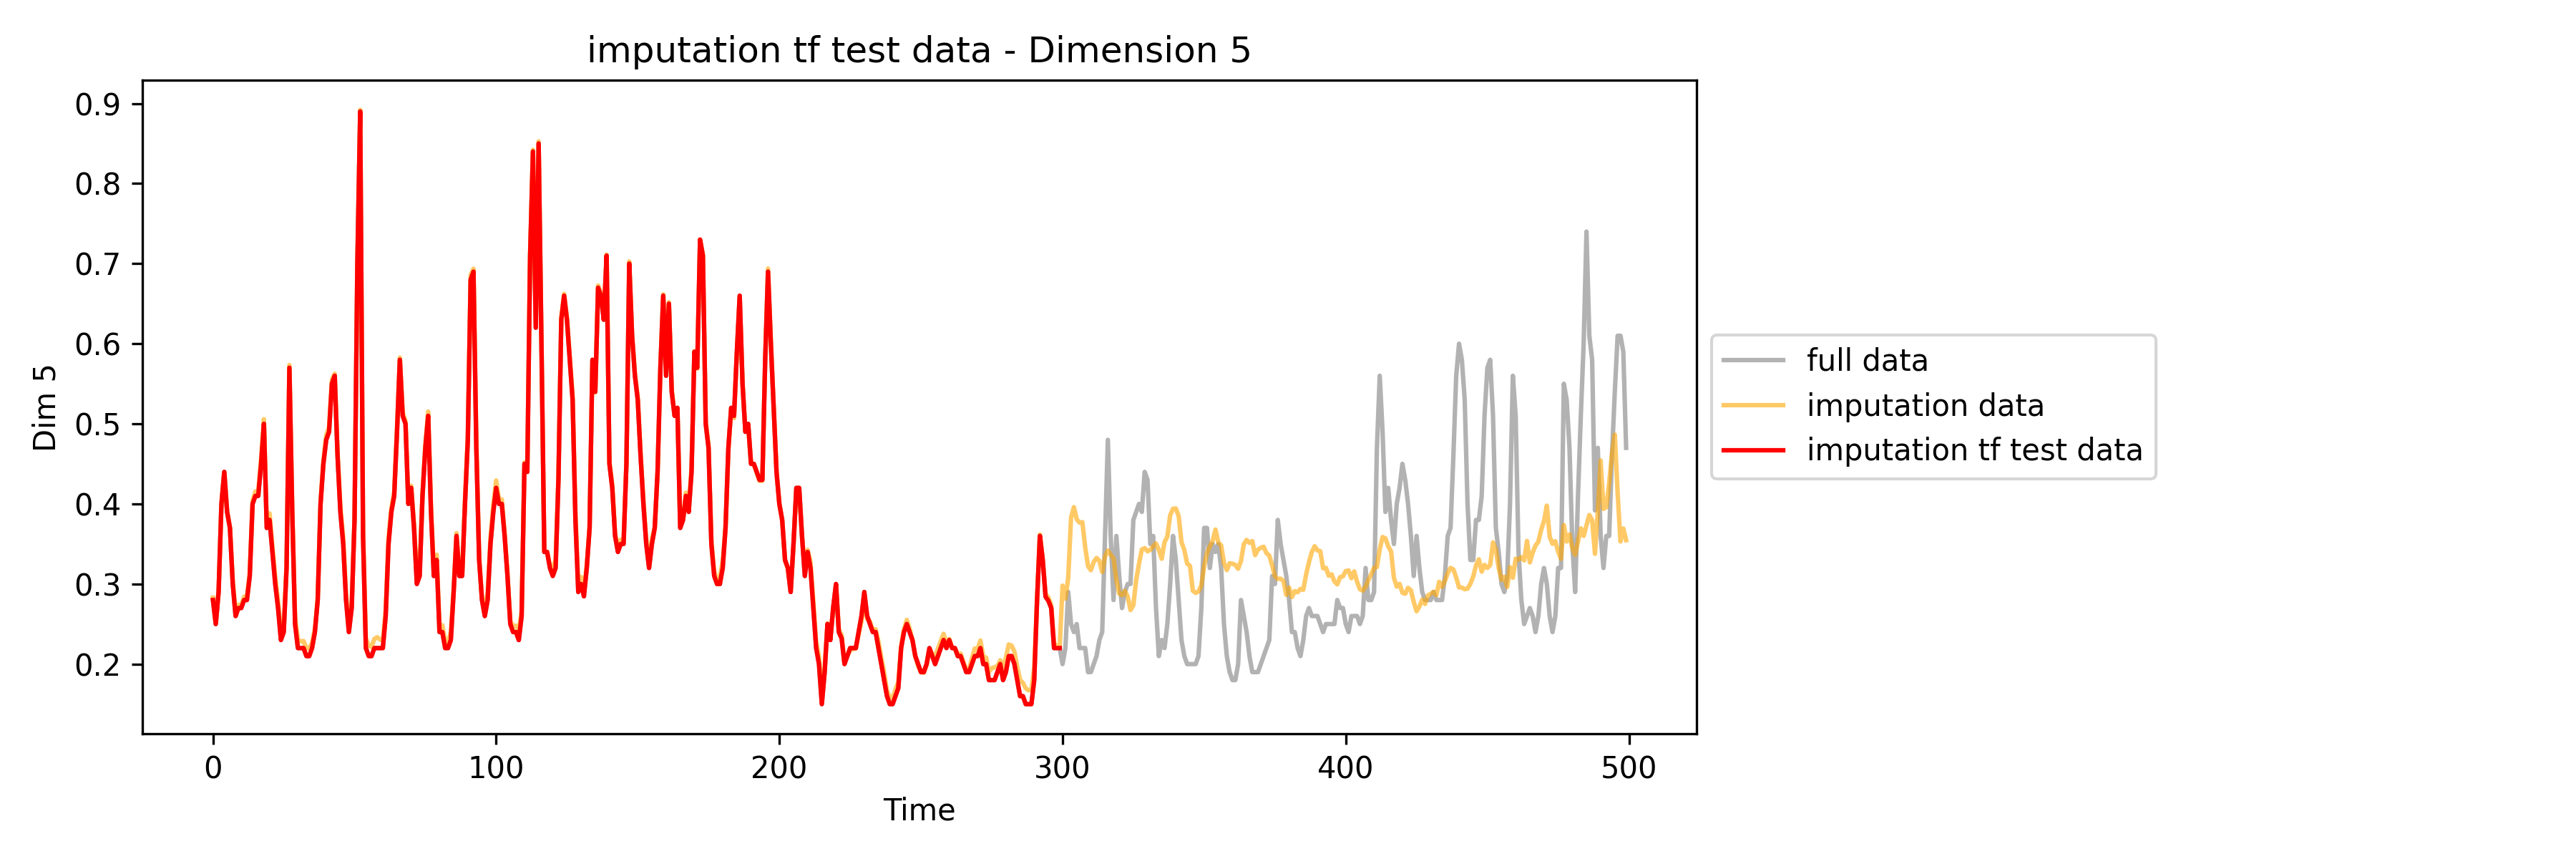 imputation tf test data - Dimension 5
0.9
0.8
0.7
0.6
0.5
0.4
0.3
0.2
Dim 5
0 100 200 300 400 500
Time
full data
imputation data
imputation tf test data